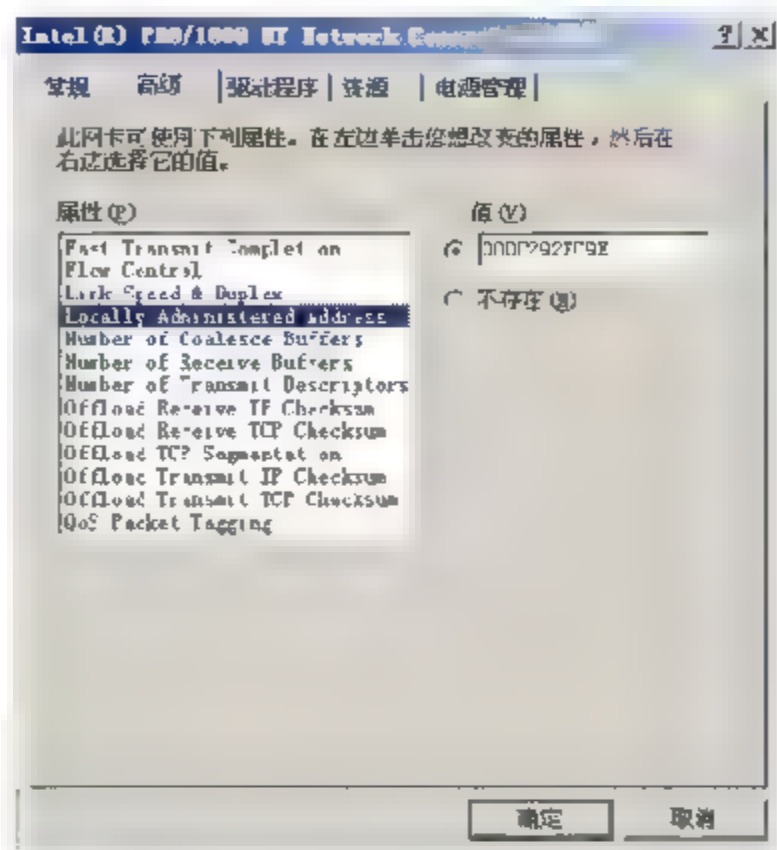 Intel(R) PRO/1000 MT Network
常规 高级 驱动程序 资源 电源管理
此网卡可使用下列属性。在左边单击您想改变的属性，然后在
右边选择它的值。
属性(P)
值(V)
Fast Transmit Completion
Flow Control
Link Speed & Duplex
Locally Administered Address
Number of Coalesce Buffers
Number of Receive Buffers
Number of Transmit Descriptors
Offload Receive IP Checksum
Offload Receive TCP Checksum
Offload TCP Segmentation
Offload Transmit IP Checksum
Offload Transmit TCP Checksum
QoS Packet Tagging
不存在(N)
确定 取消